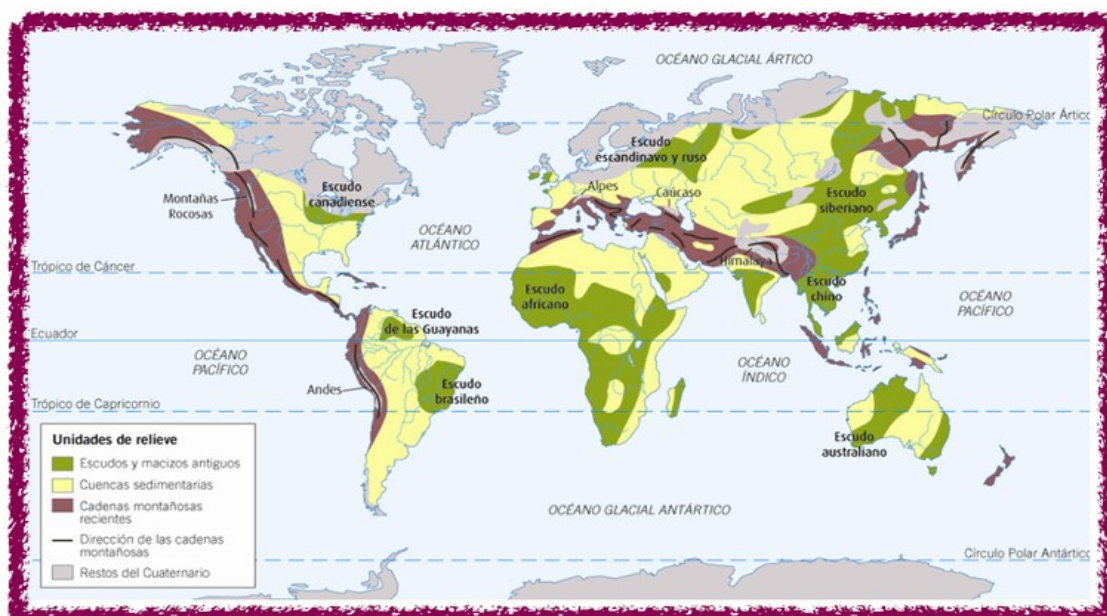 OCÉANO GLACIAL ÁRTICO
Círculo Polar Ártico
Escudo
escandinavo y ruso
Escudo
canadiense
Montañas
Rocosas
Alpes
Caúcaso
Escudo
siberiano
OCÉANO
ATLÁNTICO
Trópico de Cáncer
Himalaya
Escudo
africano
Escudo
chino
OCÉANO
PACÍFICO
Escudo
de las Guayanas
Ecuador
OCÉANO
PACÍFICO
OCÉANO
ÍNDICO
Andes
Escudo
brasileño
Trópico de Capricornio
Escudo
australiano
Unidades de relieve
Escudos y macizos antiguos
Cuencas sedimentarias
Cadenas montañosas
recientes
Dirección de las cadenas
montañosas
Restos del Cuaternario
OCÉANO GLACIAL ANTÁRTICO
Círculo Polar Antártico